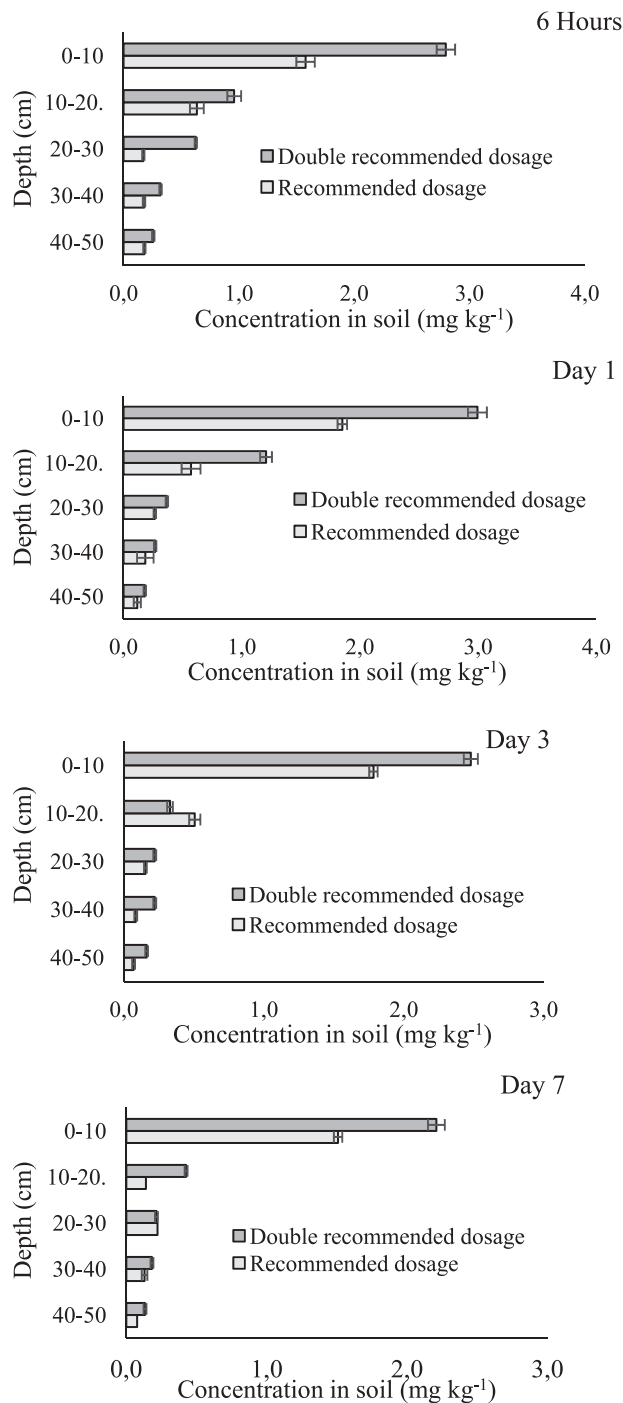 6 Hours
0-10
10-20.
20-30
30-40
40-50
Depth (cm)
Double recommended dosage
Recommended dosage
0,0 1,0 2,0 3,0 4,0
Concentration in soil (mg kg⁻¹)
Day 1
0-10
10-20.
20-30
30-40
40-50
Depth (cm)
Double recommended dosage
Recommended dosage
0,0 1,0 2,0 3,0 4,0
Concentration in soil (mg kg⁻¹)
Day 3
0-10
10-20.
20-30
30-40
40-50
Depth (cm)
Double recommended dosage
Recommended dosage
0,0 1,0 2,0 3,0
Concentration in soil (mg kg⁻¹)
Day 7
0-10
10-20.
20-30
30-40
40-50
Depth (cm)
Double recommended dosage
Recommended dosage
0,0 1,0 2,0 3,0
Concentration in soil (mg kg⁻¹)